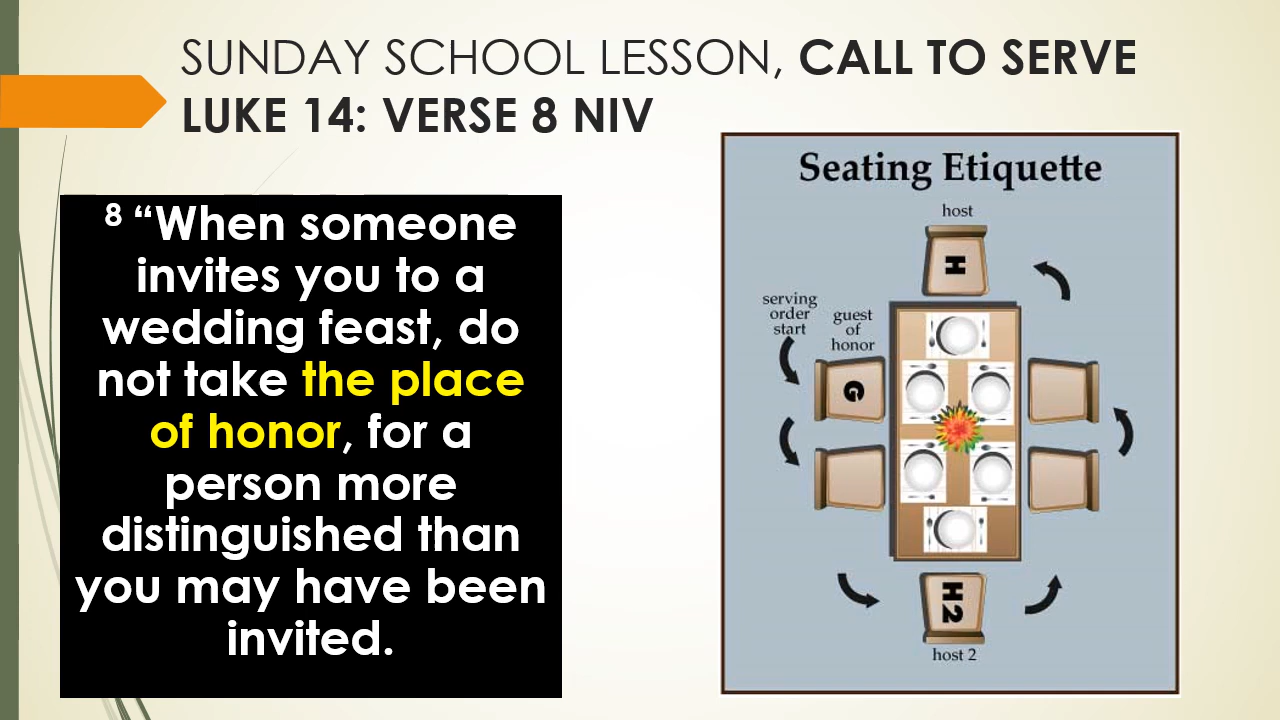 SUNDAY SCHOOL LESSON, CALL TO SERVE
LUKE 14: VERSE 8 NIV
8 “When someone
invites you to a
wedding feast, do
not take the place
of honor, for a
person more
distinguished than
you may have been
invited.
Seating Etiquette
host
H
serving
order
start
guest
of
honor
G
H2
host 2